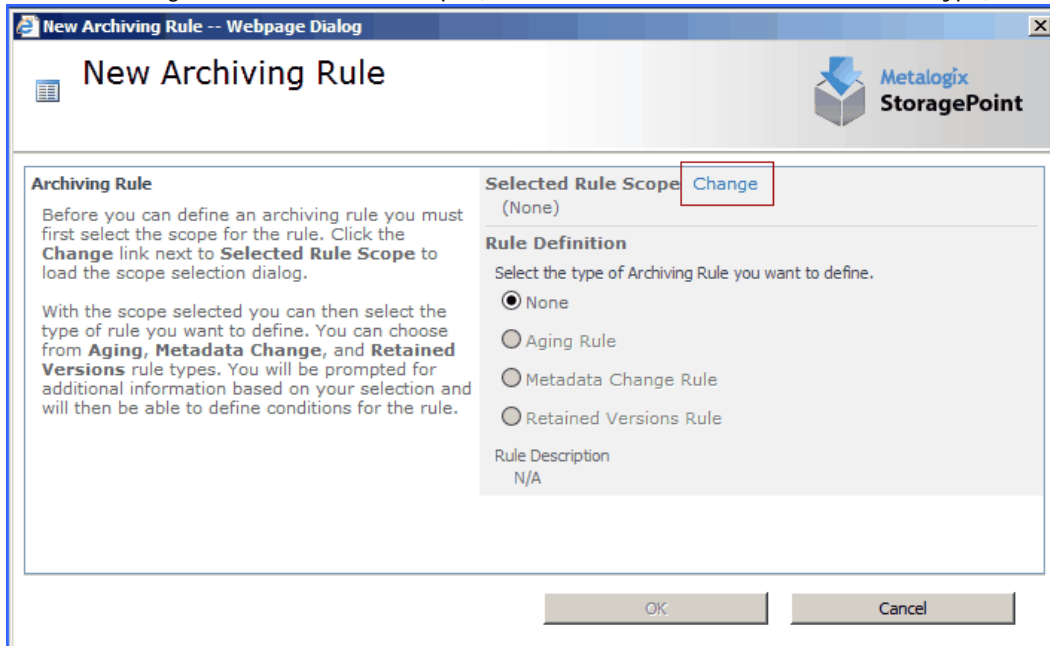 New Archiving Rule -- Webpage Dialog
New Archiving Rule
Metalogix
StoragePoint
Archiving Rule
Before you can define an archiving rule you must
first select the scope for the rule. Click the
Change link next to Selected Rule Scope to
load the scope selection dialog.
With the scope selected you can then select the
type of rule you want to define. You can choose
from Aging, Metadata Change, and Retained
Versions rule types. You will be prompted for
additional information based on your selection and
will then be able to define conditions for the rule.
Selected Rule Scope Change
(None)
Rule Definition
Select the type of Archiving Rule you want to define.
None
Aging Rule
Metadata Change Rule
Retained Versions Rule
Rule Description
N/A
OK
Cancel